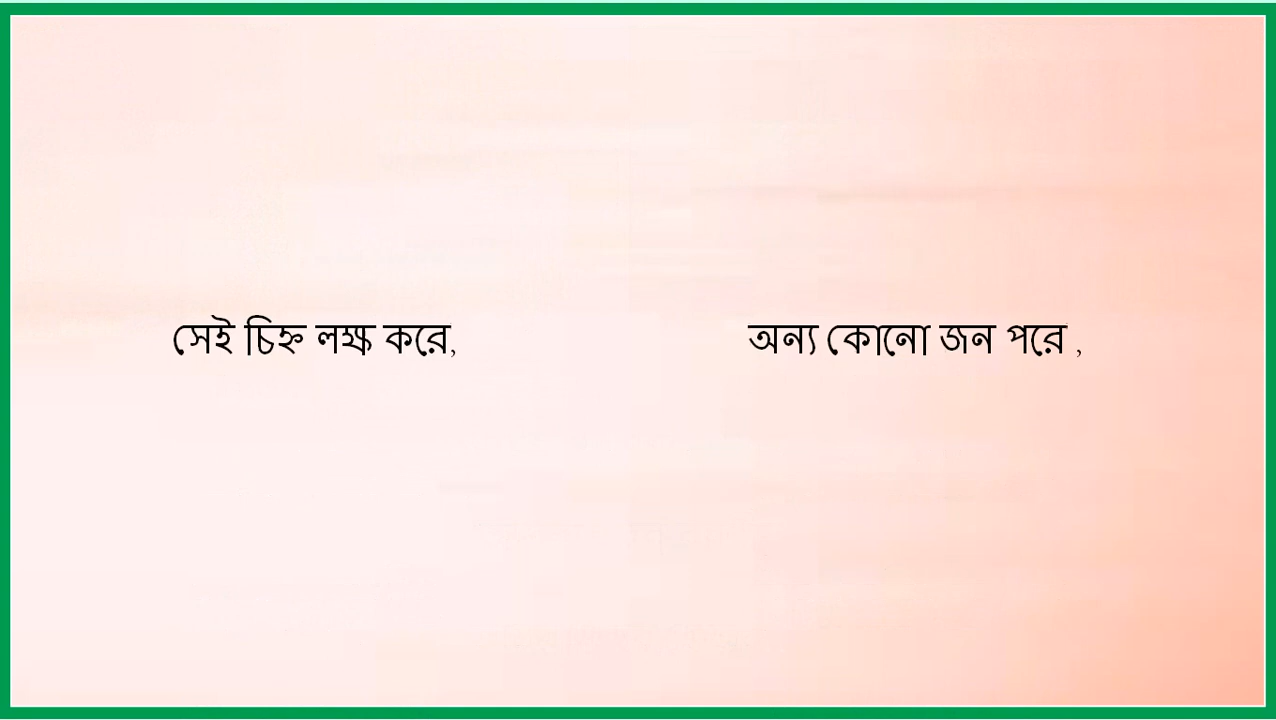 সেই চিহ্ন লক্ষ করে, অন্য কোনো জন পরে ,